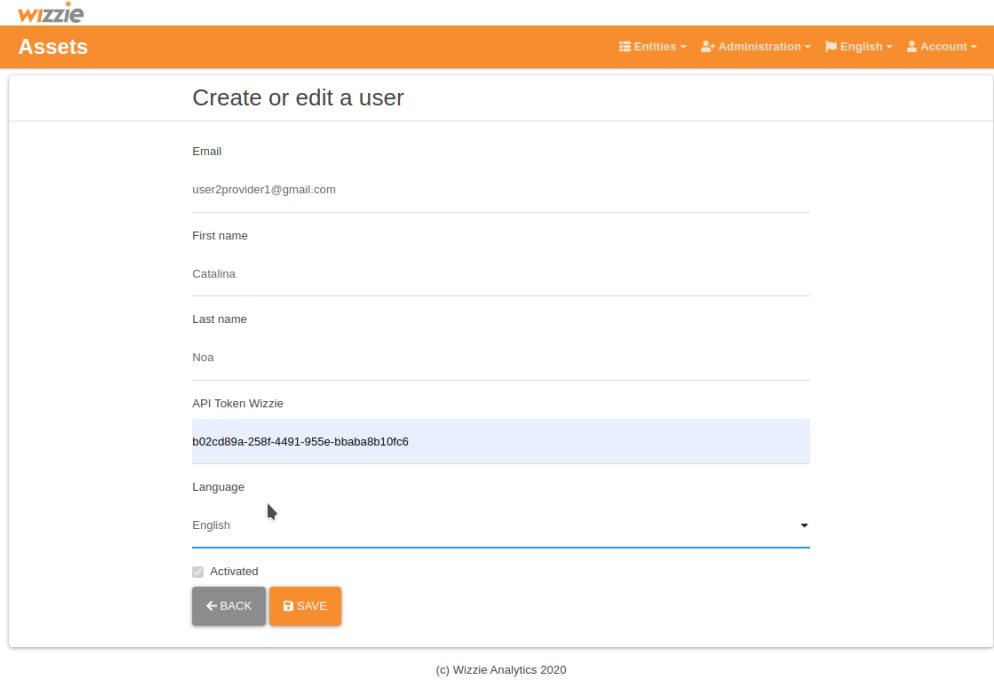 wizzie
Assets Entities Administration English Account
Create or edit a user
Email
user2provider1@gmail.com
First name
Catalina
Last name
Noa
API Token Wizzie
b02cd89a-258f-4491-955e-bbaba8b10fc6
Language
English
Activated
BACK SAVE
(c) Wizzie Analytics 2020